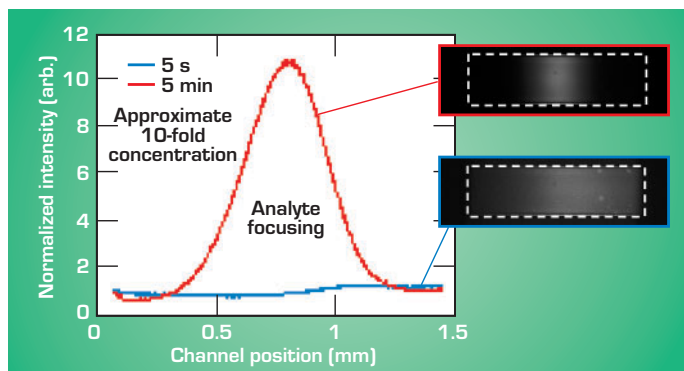 12
10
8
6
4
2
0
Normalized intensity (arb.)
5 s
5 min
Approximate
10-fold
concentration
Analyte
focusing
0
0.5
1
1.5
Channel position (mm)